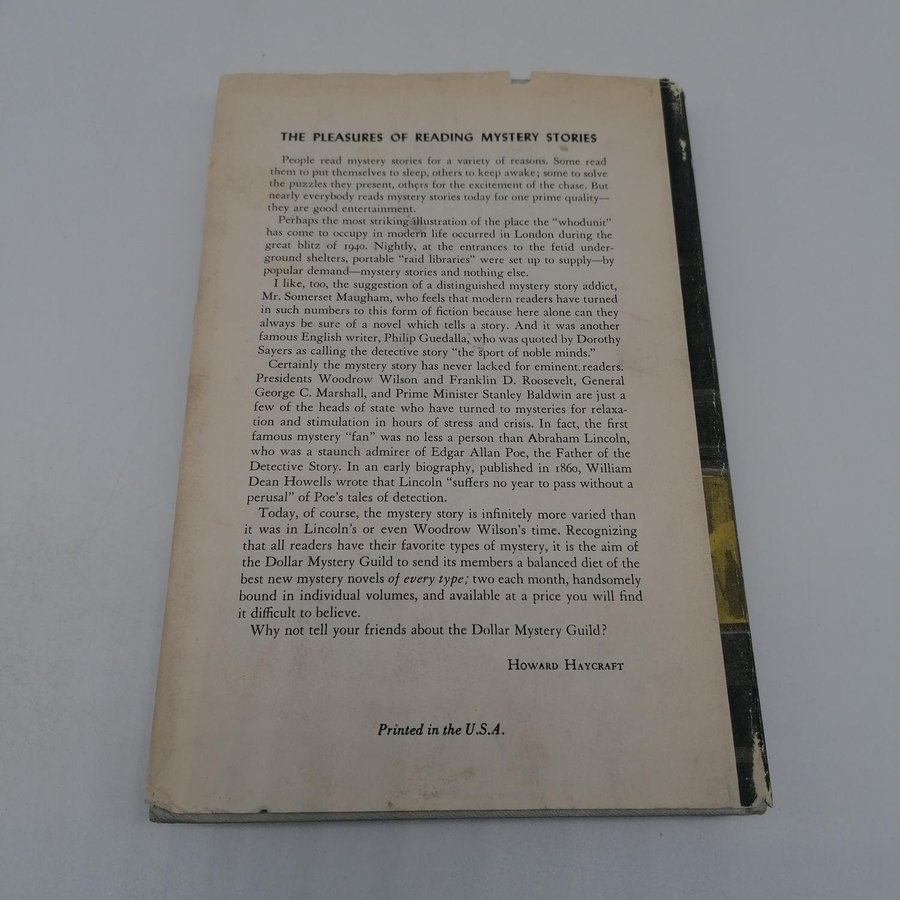 THE PLEASURES OF READING MYSTERY STORIES
People read mystery stories for a variety of reasons. Some read
them to put themselves to sleep, others to keep awake; some to solve
the puzzles they present, others for the excitement of the chase. But
nearly everybody reads mystery stories today for one prime quality—
they are good entertainment.
Perhaps the most striking illustration of the place the "whodunit"
has come to occupy in modern life occurred in London during the
great blitz of 1940. Nightly, at the entrances to the fetid under-
ground shelters, portable "raid libraries" were set up to supply—by
popular demand—mystery stories and nothing else.
I like, too, the suggestion of a distinguished mystery story addict,
Mr. Somerset Maugham, who feels that modern readers have turned
in such numbers to this form of fiction because here alone can they
always be sure of a novel which tells a story. And it was another
famous English writer, Philip Guedalla, who was quoted by Dorothy
Sayers as calling the detective story "the sport of noble minds."
Certainly the mystery story has never lacked for eminent readers.
Presidents Woodrow Wilson and Franklin D. Roosevelt, General
George C. Marshall, and Prime Minister Stanley Baldwin are just a
few of the heads of state who have turned to mysteries for relaxa-
tion and stimulation in hours of stress and crisis. In fact, the first
famous mystery "fan" was no less a person than Abraham Lincoln,
who was a staunch admirer of Edgar Allan Poe, the Father of the
Detective Story. In an early biography, published in 1860, William
Dean Howells wrote that Lincoln "suffers no year to pass without a
perusal" of Poe's tales of detection.
Today, of course, the mystery story is infinitely more varied than
it was in Lincoln's or even Woodrow Wilson's time. Recognizing
that all readers have their favorite types of mystery, it is the aim of
the Dollar Mystery Guild to send its members a balanced diet of the
best new mystery novels of every type; two each month, handsomely
bound in individual volumes, and available at a price you will find
it difficult to believe.
Why not tell your friends about the Dollar Mystery Guild?
HOWARD HAYCRAFT
Printed in the U.S.A.